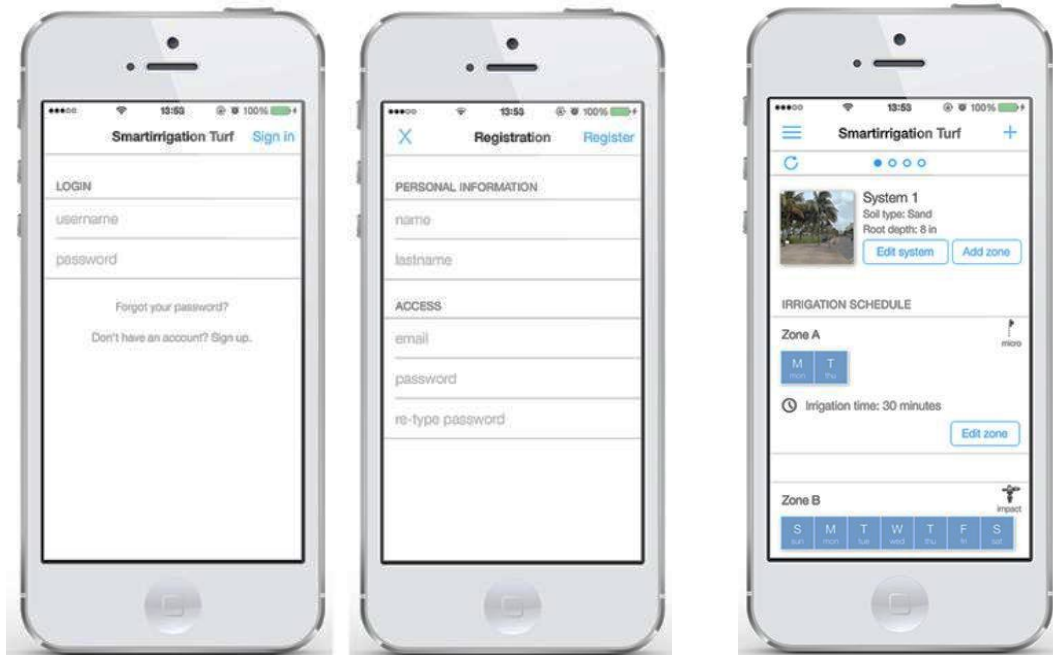 13:53
100%
Smartirrigation Turf
Sign in
LOGIN
username
password
Forgot your password?
Don't have an account? Sign up.
13:53
100%
X
Registration
Register
PERSONAL INFORMATION
name
lastname
ACCESS
email
password
re-type password
13:53
100%
Smartirrigation Turf
System 1
Soil type: Sand
Root depth: 8 in
Edit system
Add zone
IRRIGATION SCHEDULE
Zone A
micro
M T
mon thu
Irrigation time: 30 minutes
Edit zone
Zone B
impact
S M T W T F S
sun mon tue wed thu fri sat